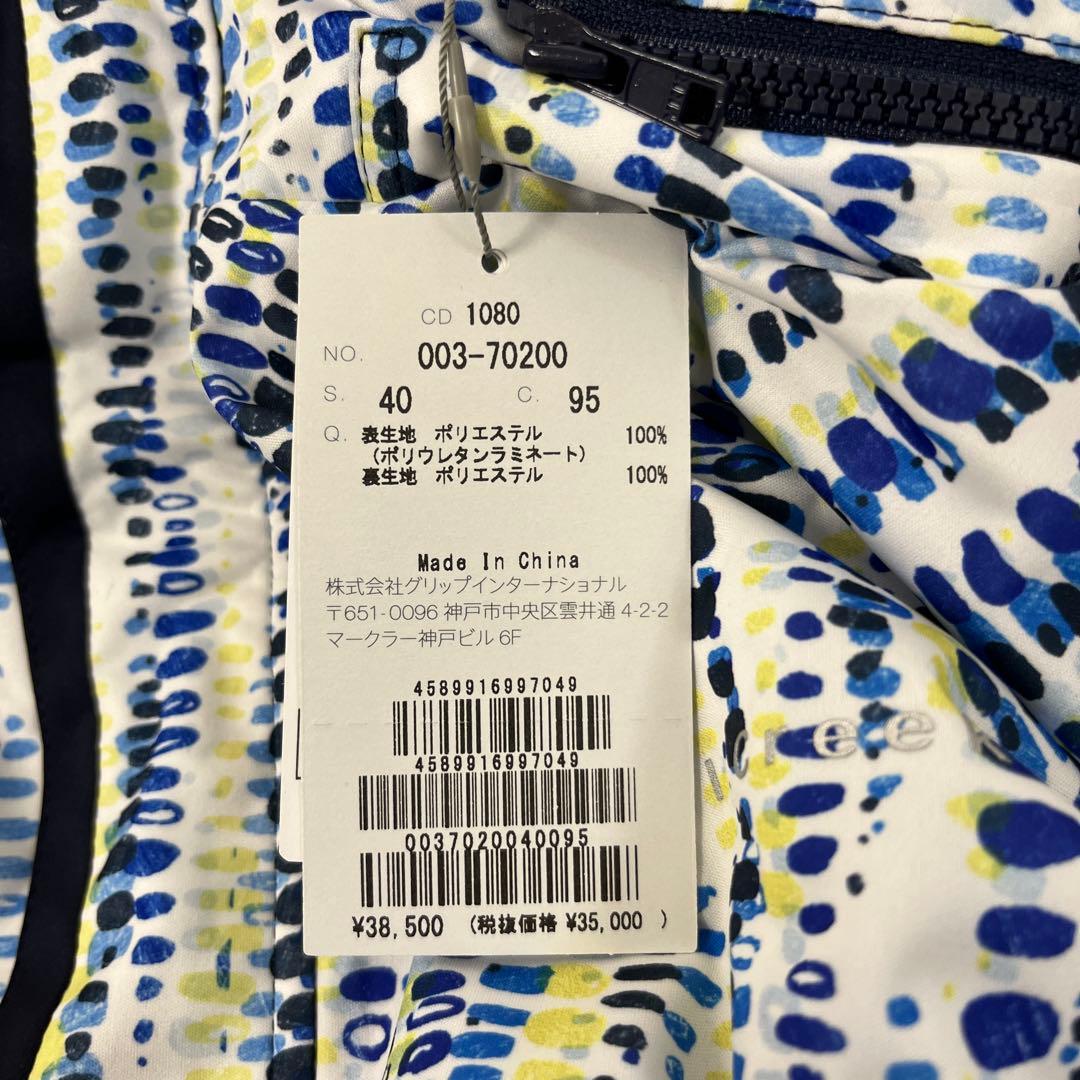 CD 1080
NO. 003-70200
S. 40 C. 95
Q. 表生地 ポリエステル 100%
(ポリウレタンラミネート)
裏生地 ポリエステル 100%
Made In China
株式会社グリップインターナショナル
〒651-0096 神戸市中央区雲井通 4-2-2
マークラー神戸ビル 6F
4589916997049
4589916997049
0037020040095
¥38,500 (税抜価格 ¥35,000 )